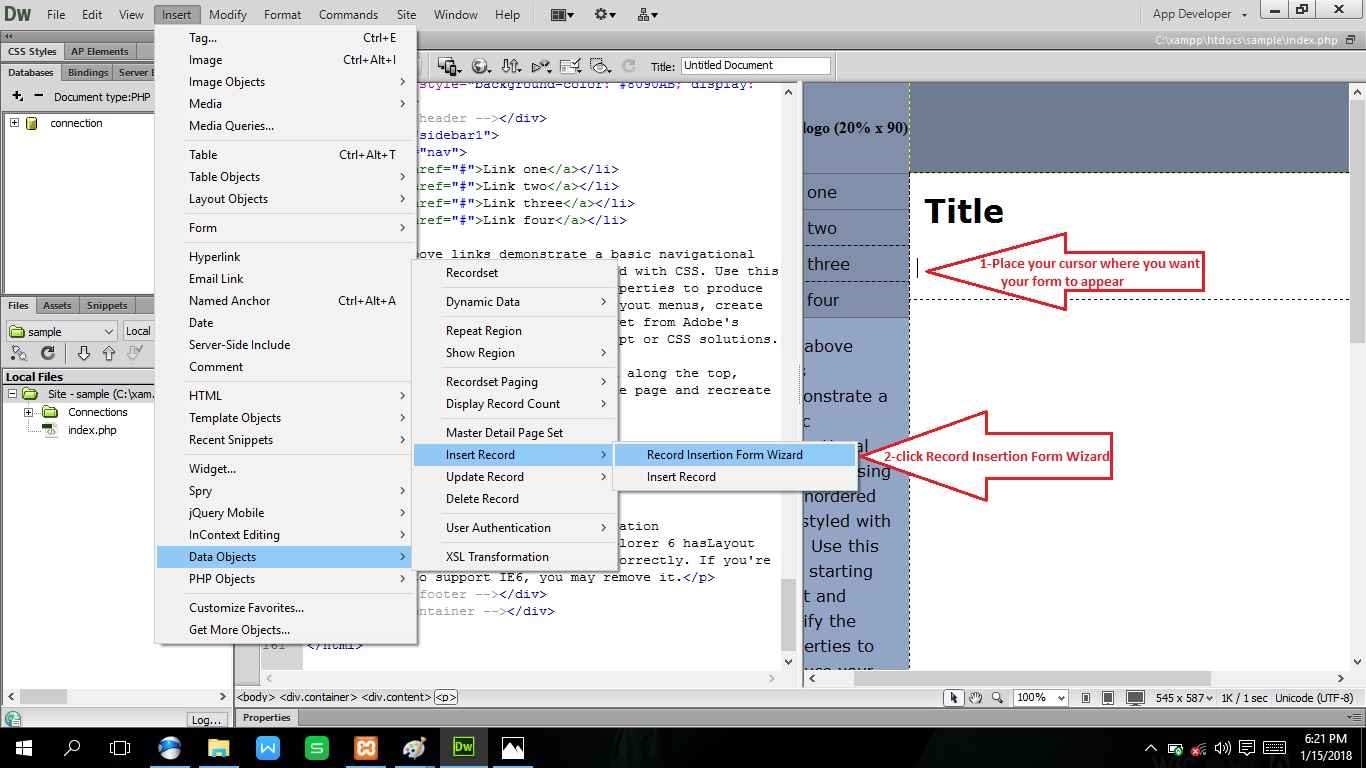 Dw File Edit View Insert Modify Format Commands Site Window Help App Developer
C:\xampp\htdocs\sample\index.php
CSS Styles AP Elements
Databases Bindings Server B
Document type:PHP
connection
Files Assets Snippets
sample Local
Local Files
Site - sample (C:\xam.
Connections
index.php
Log...
Tag... Ctrl+E
Image Ctrl+Alt+I
Image Objects
Media
Media Queries...
Table Ctrl+Alt+T
Table Objects
Layout Objects
Form
Hyperlink
Email Link
Named Anchor Ctrl+Alt+A
Date
Server-Side Include
Comment
HTML
Template Objects
Recent Snippets
Widget...
Spry
jQuery Mobile
InContext Editing
Data Objects
PHP Objects
Customize Favorites...
Get More Objects...
Recordset
Dynamic Data
Repeat Region
Show Region
Recordset Paging
Display Record Count
Master Detail Page Set
Insert Record
Update Record
Delete Record
User Authentication
XSL Transformation
Record Insertion Form Wizard
Insert Record
Title: Untitled Document
style="background-color: #8090AB; display:
header --></div>
"sidebar1">
="nav">
href="#">Link one</a></li>
href="#">Link two</a></li>
href="#">Link three</a></li>
href="#">Link four</a></li>
ove links demonstrate a basic navigational
d with CSS. Use this
perties to produce
out menus, create
et from Adobe's
pt or CSS solutions.
along the top,
e page and recreate
ation
plorer 6 hasLayout
rrectly. If you're
to support IE6, you may remove it.</p>
footer --></div>
ntainer --></div>
161 </html>
logo (20% x 90)
one
two
three
four
above
onstrate a
using
nordered
styled with
Use this
starting
t and
ify the
erties to
Title
1-Place your cursor where you want
your form to appear
2-click Record Insertion Form Wizard
<body> <div.container> <div.content> <p> 100% 545 x 587 1K / 1 sec Unicode (UTF-8)
Properties
W S Dw
6:21 PM
1/15/2018